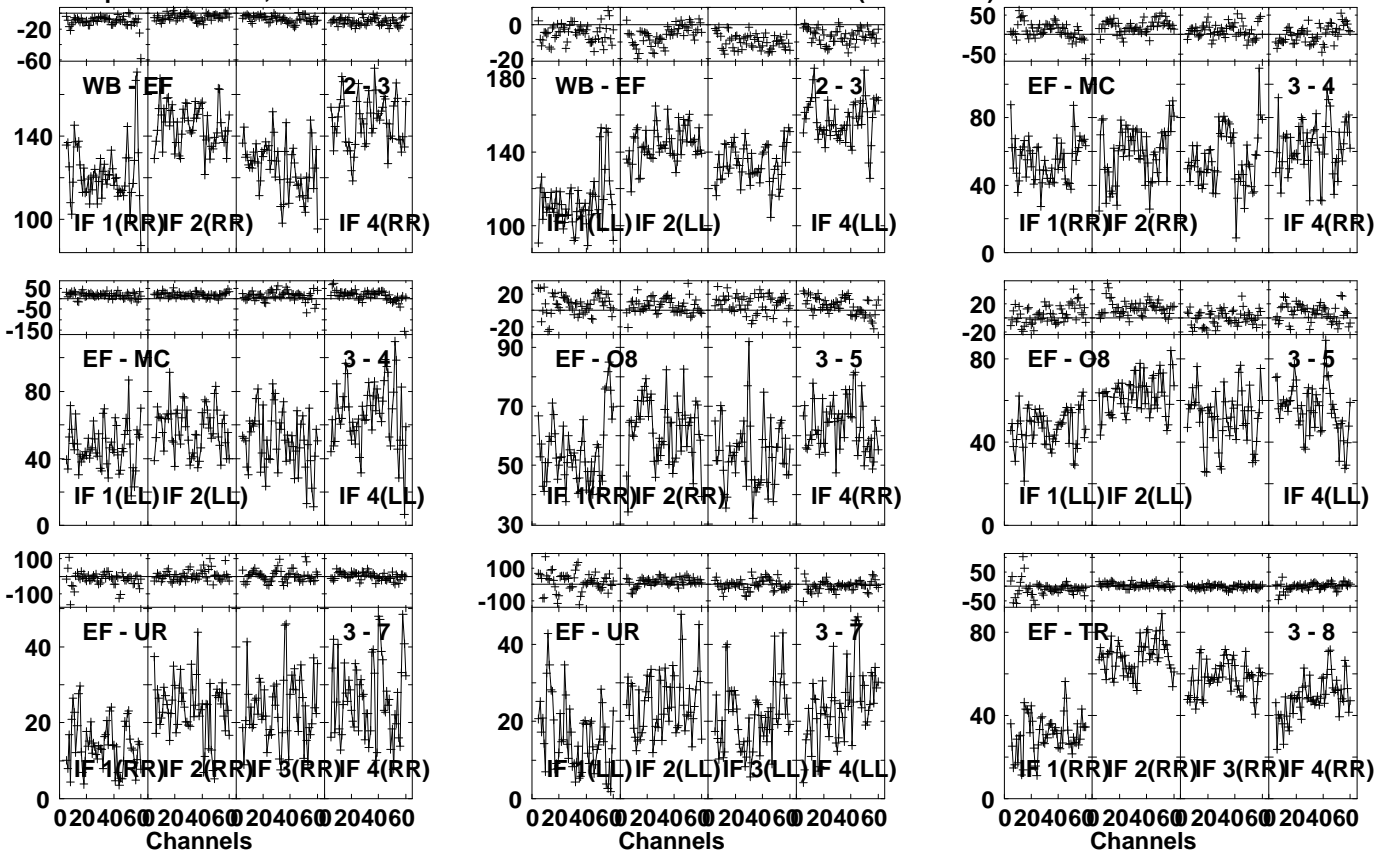 -20
-60
WB - EF 2 - 3
140
100
IF 1(RR) IF 2(RR) IF 4(RR)
0
-20
180
WB - EF 2 - 3
140
100
IF 1(LL) IF 2(LL) IF 4(LL)
50
-50
EF - MC 3 - 4
80
40
0
IF 1(RR) IF 2(RR) IF 4(RR)
50
-50
-150
EF - MC 3 - 4
80
40
0
IF 1(LL) IF 2(LL) IF 4(LL)
20
-20
90
EF - O8 3 - 5
70
50
30
IF 1(RR) IF 2(RR) IF 4(RR)
20
-20
80
EF - O8 3 - 5
40
0
IF 1(LL) IF 2(LL) IF 4(LL)
100
-100
40
EF - UR 3 - 7
20
0
IF 1(RR) IF 2(RR) IF 3(RR) IF 4(RR)
0 20 40 60 0 20 40 60 0 20 40 60 0 20 40 60
Channels
100
-100
40
EF - UR 3 - 7
20
0
IF 1(LL) IF 2(LL) IF 3(LL) IF 4(LL)
0 20 40 60 0 20 40 60 0 20 40 60 0 20 40 60
Channels
50
-50
80
EF - TR 3 - 8
40
0
IF 1(RR) IF 2(RR) IF 3(RR) IF 4(RR)
0 20 40 60 0 20 40 60 0 20 40 60 0 20 40 60
Channels